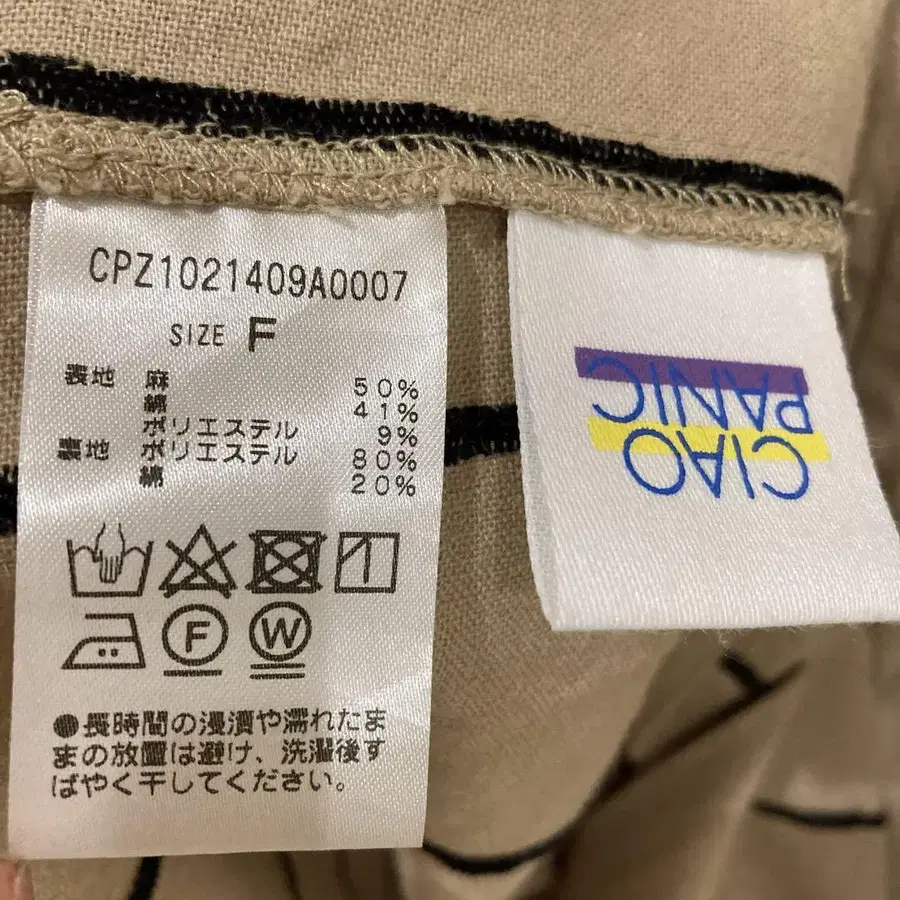 CPZ1021409A0007
SIZE F
表地 麻 50%
綿 41%
ポリエステル 9%
裏地 ポリエステル 80%
綿 20%
F W
●長時間の浸漬や濡れたま
まの放置は避け、洗濯後す
ばやく干してください。
CIAO
PANIC